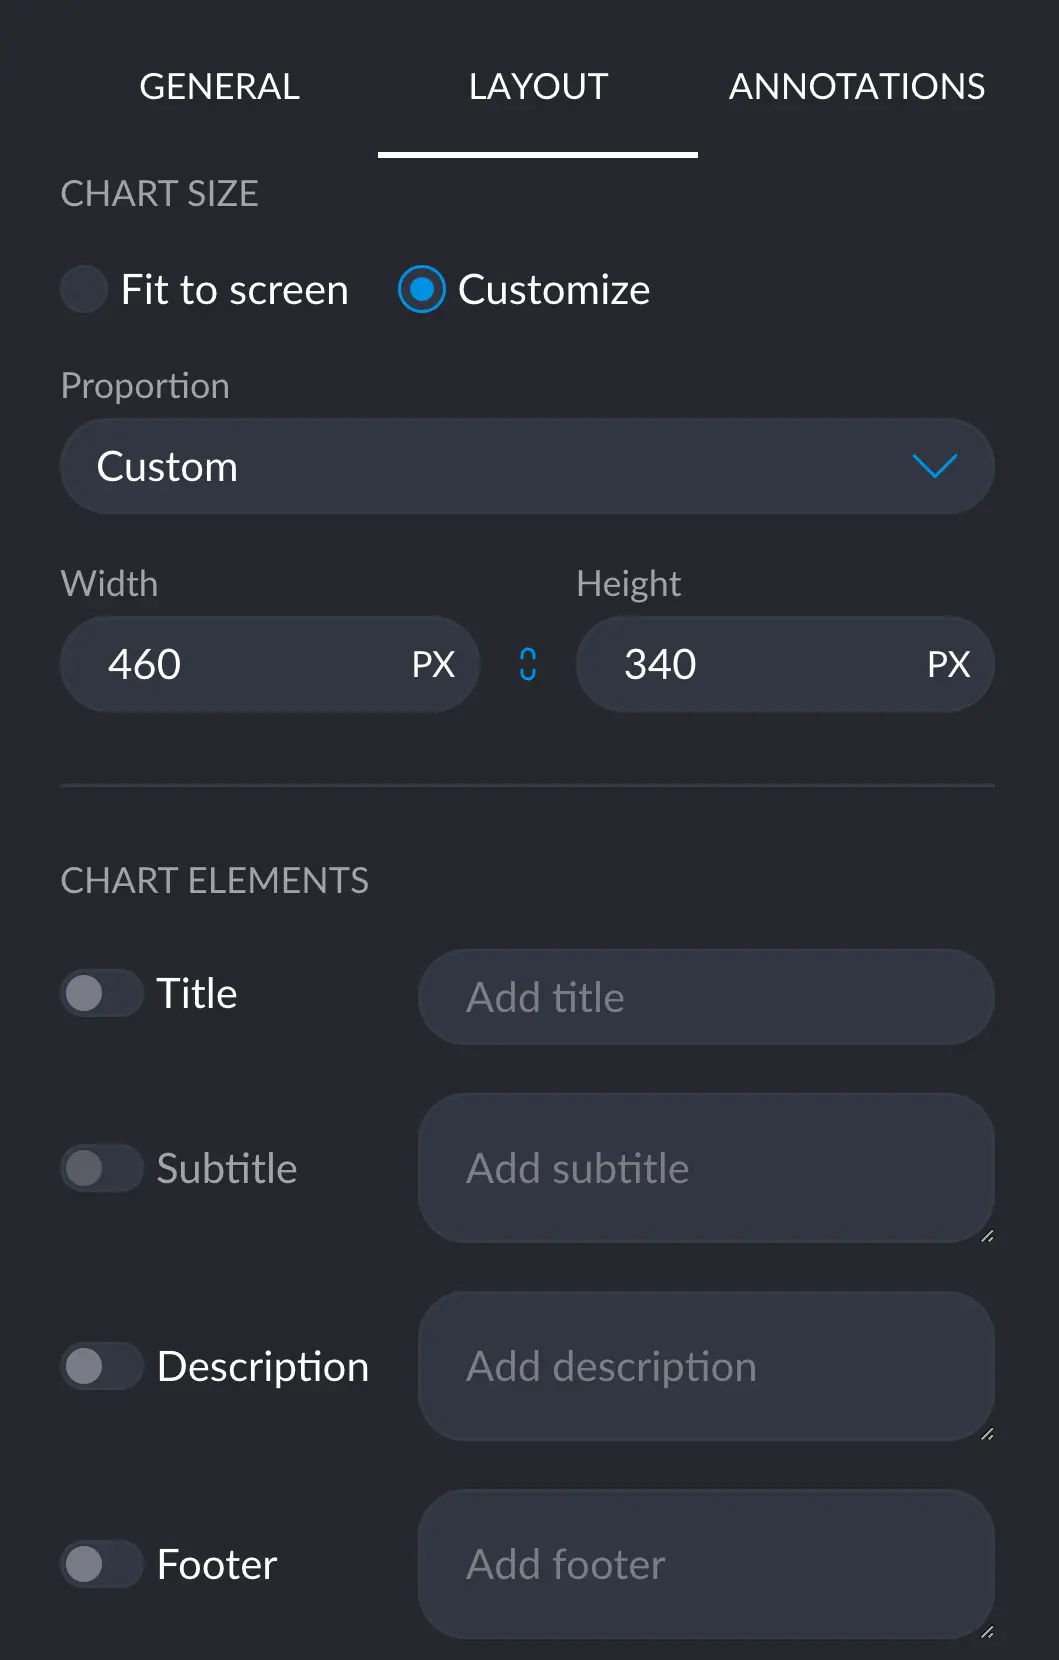 GENERAL LAYOUT ANNOTATIONS
CHART SIZE
Fit to screen Customize
Proportion
Custom
Width Height
460 PX 340 PX
CHART ELEMENTS
Title Add title
Subtitle Add subtitle
Description Add description
Footer Add footer